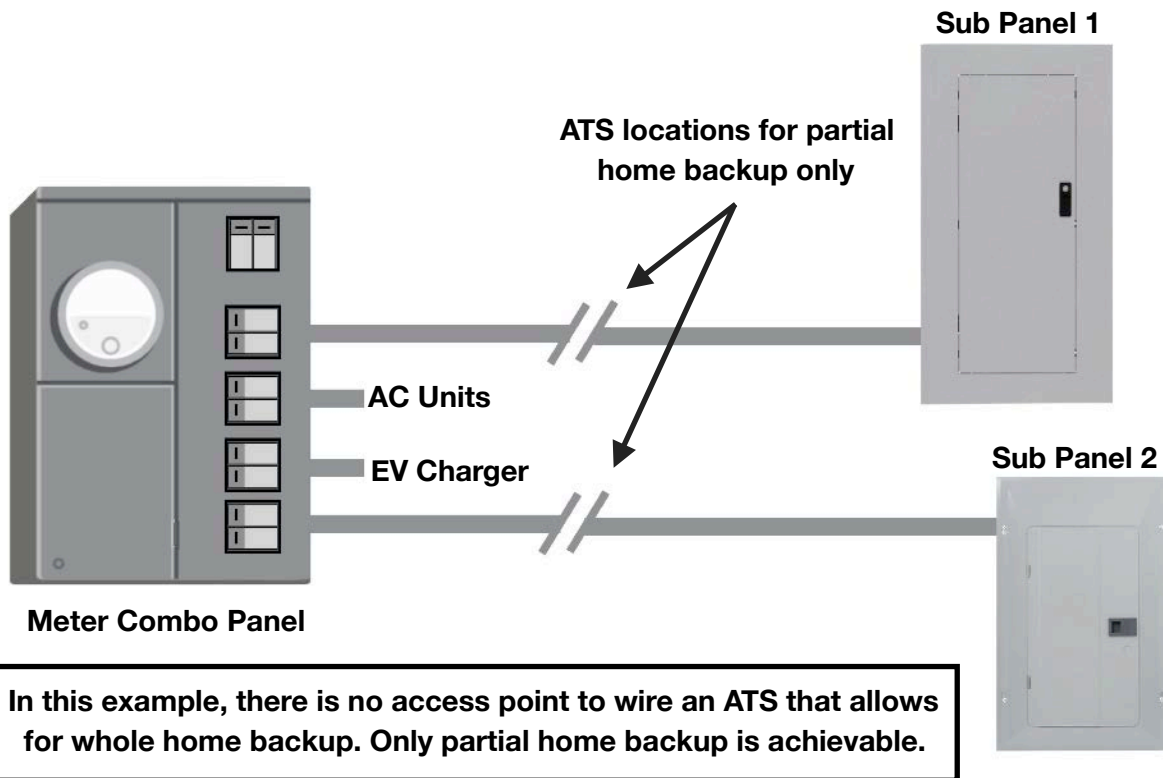 Sub Panel 1
ATS locations for partial
home backup only
AC Units
EV Charger
Sub Panel 2
Meter Combo Panel
In this example, there is no access point to wire an ATS that allows
for whole home backup. Only partial home backup is achievable.